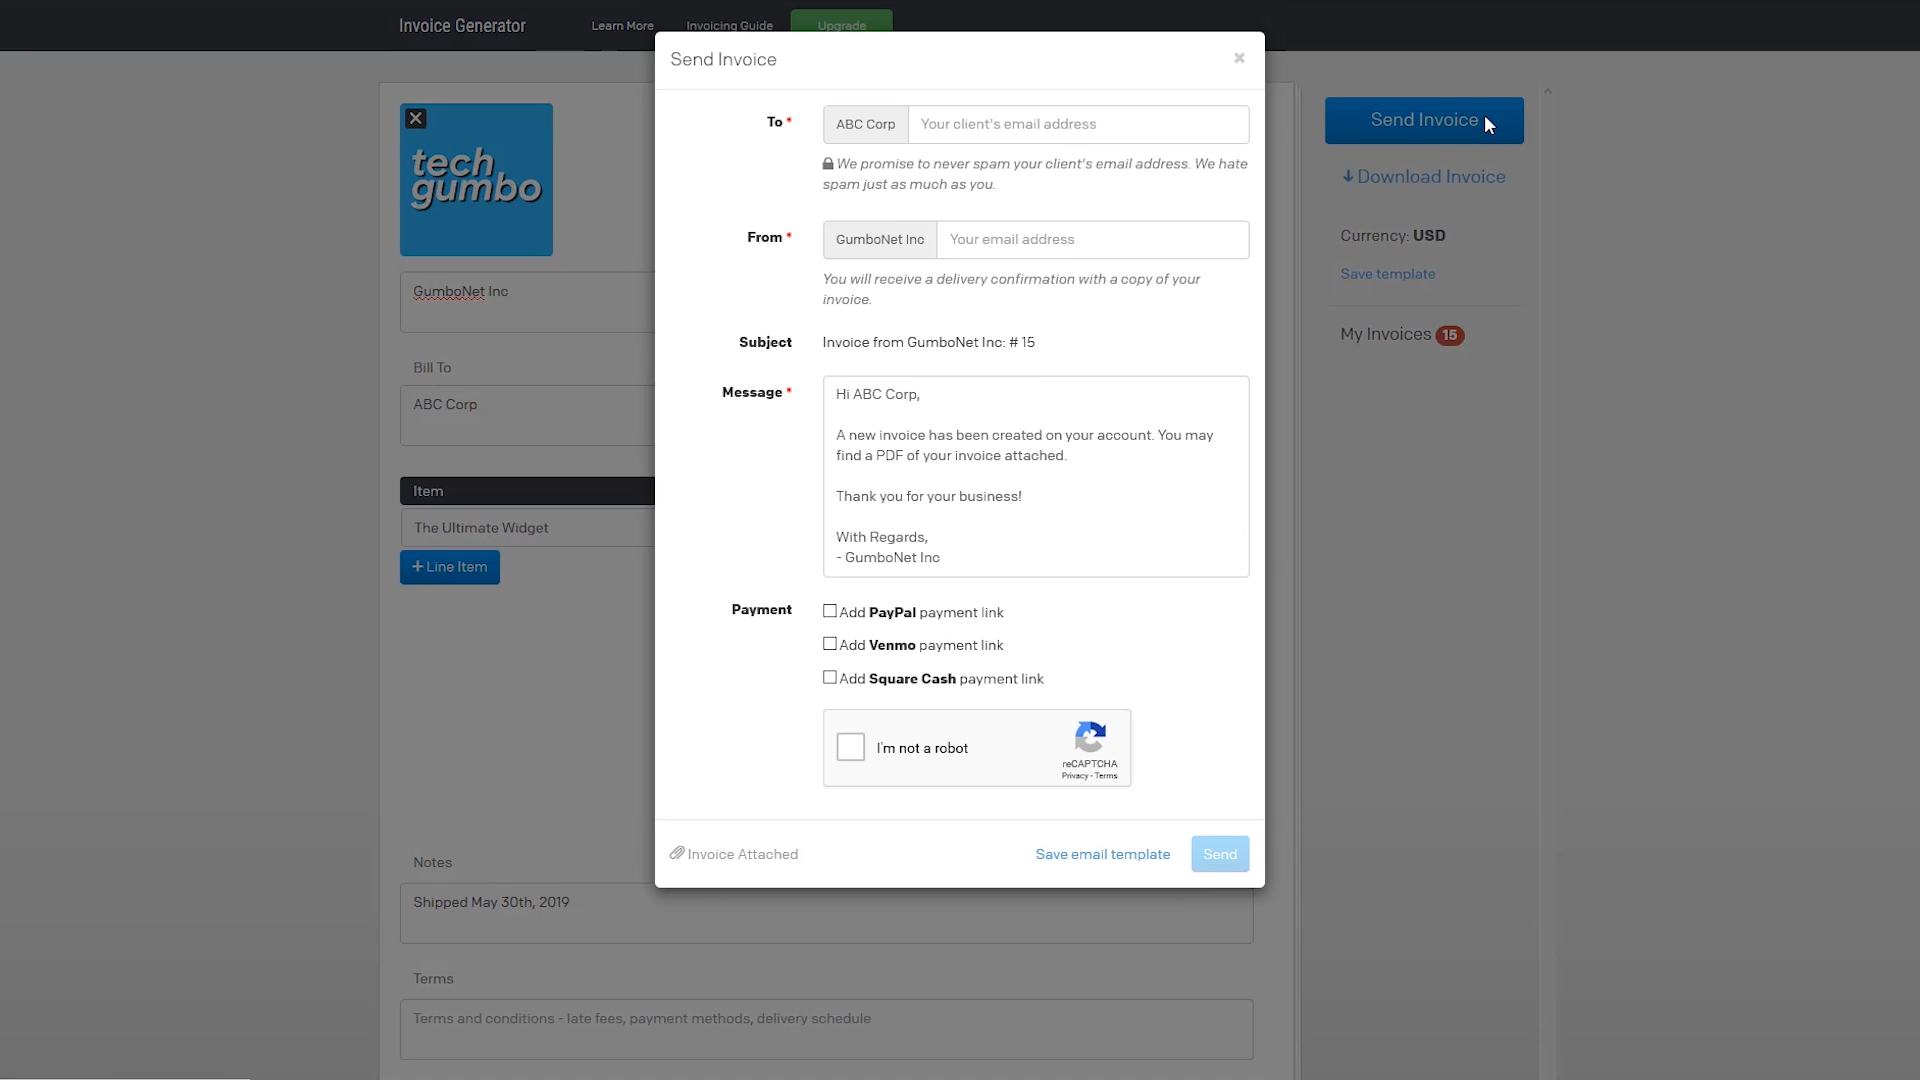 Invoice Generator
Learn More
Invoicing Guide
Upgrade
Send Invoice
×
To *
ABC Corp
Your client's email address
We promise to never spam your client's email address. We hate
spam just as much as you.
From *
GumboNet Inc
Your email address
You will receive a delivery confirmation with a copy of your
invoice.
Subject
Invoice from GumboNet Inc: # 15
Message *
Hi ABC Corp,
A new invoice has been created on your account. You may
find a PDF of your invoice attached.
Thank you for your business!
With Regards,
- GumboNet Inc
Payment
Add PayPal payment link
Add Venmo payment link
Add Square Cash payment link
I'm not a robot
reCAPTCHA
Privacy - Terms
Invoice Attached
Save email template
Send
tech
gumbo
GumboNet Inc
Bill To
ABC Corp
Item
The Ultimate Widget
+ Line Item
Notes
Shipped May 30th, 2019
Terms
Terms and conditions - late fees, payment methods, delivery schedule
Send Invoice
Download Invoice
Currency: USD
Save template
My Invoices 15